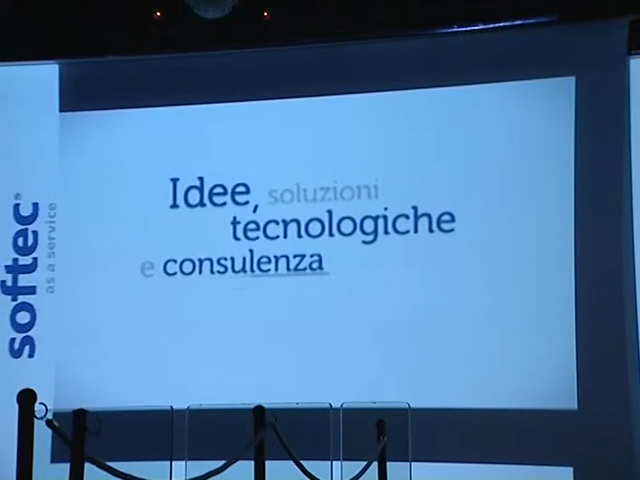 Idee, soluzioni
tecnologiche
e consulenza
softec®
as a service